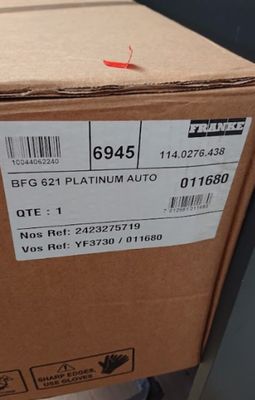 FRANKE
10044062240
6945
114.0276.438
BFG 621 PLATINUM AUTO
011680
QTE : 1
Nos Ref: 2423275719
Vos Ref: YF3730 / 011680
SHARP EDGES,
USE GLOVES